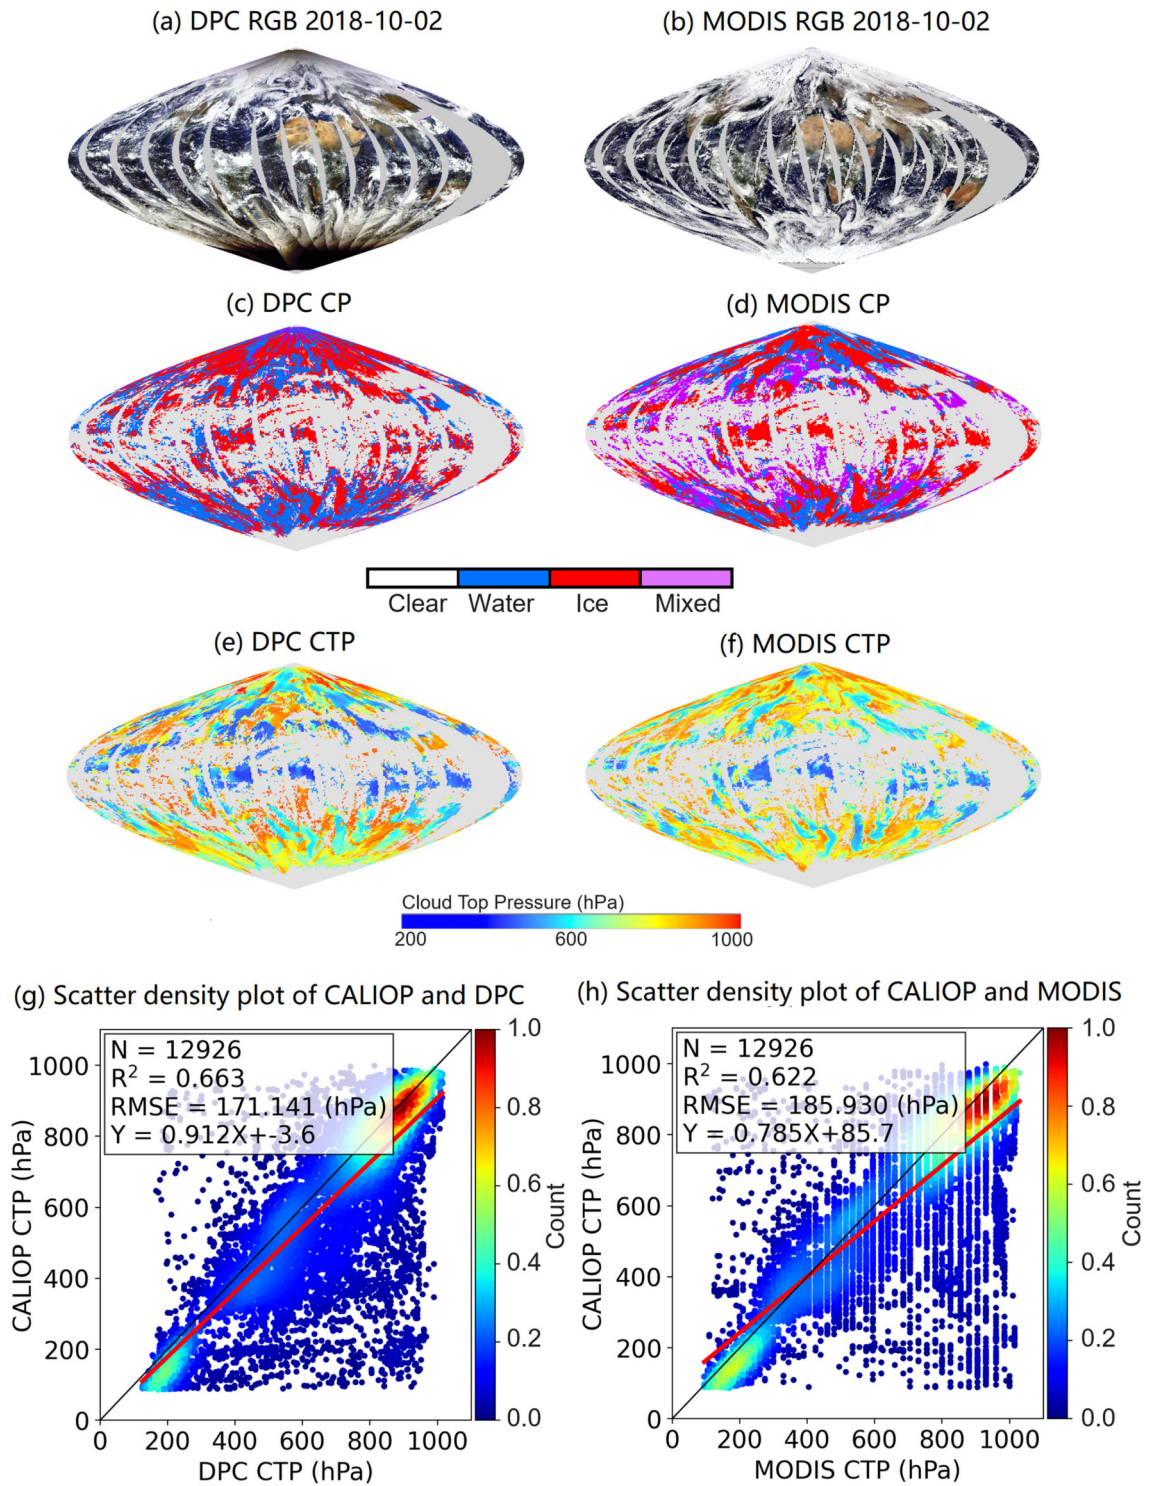 (a) DPC RGB 2018-10-02
(b) MODIS RGB 2018-10-02
(c) DPC CP
(d) MODIS CP
Clear Water Ice Mixed
(e) DPC CTP
(f) MODIS CTP
Cloud Top Pressure (hPa)
200 600 1000
(g) Scatter density plot of CALIOP and DPC
N = 12926
R² = 0.663
RMSE = 171.141 (hPa)
Y = 0.912X+-3.6
CALIOP CTP (hPa)
1000
800
600
400
200
0
0 200 400 600 800 1000
DPC CTP (hPa)
1.0
0.8
0.6
0.4
0.2
0.0
Count
(h) Scatter density plot of CALIOP and MODIS
N = 12926
R² = 0.622
RMSE = 185.930 (hPa)
Y = 0.785X+85.7
CALIOP CTP (hPa)
1000
800
600
400
200
0
0 200 400 600 800 1000
MODIS CTP (hPa)
1.0
0.8
0.6
0.4
0.2
0.0
Count